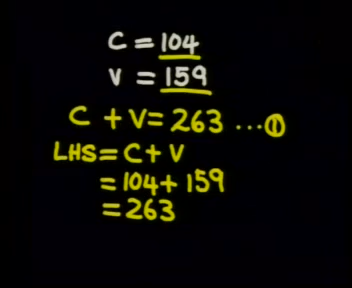 C = 104
V = 159
C + V = 263 ... ①
LHS = C + V
= 104 + 159
= 263